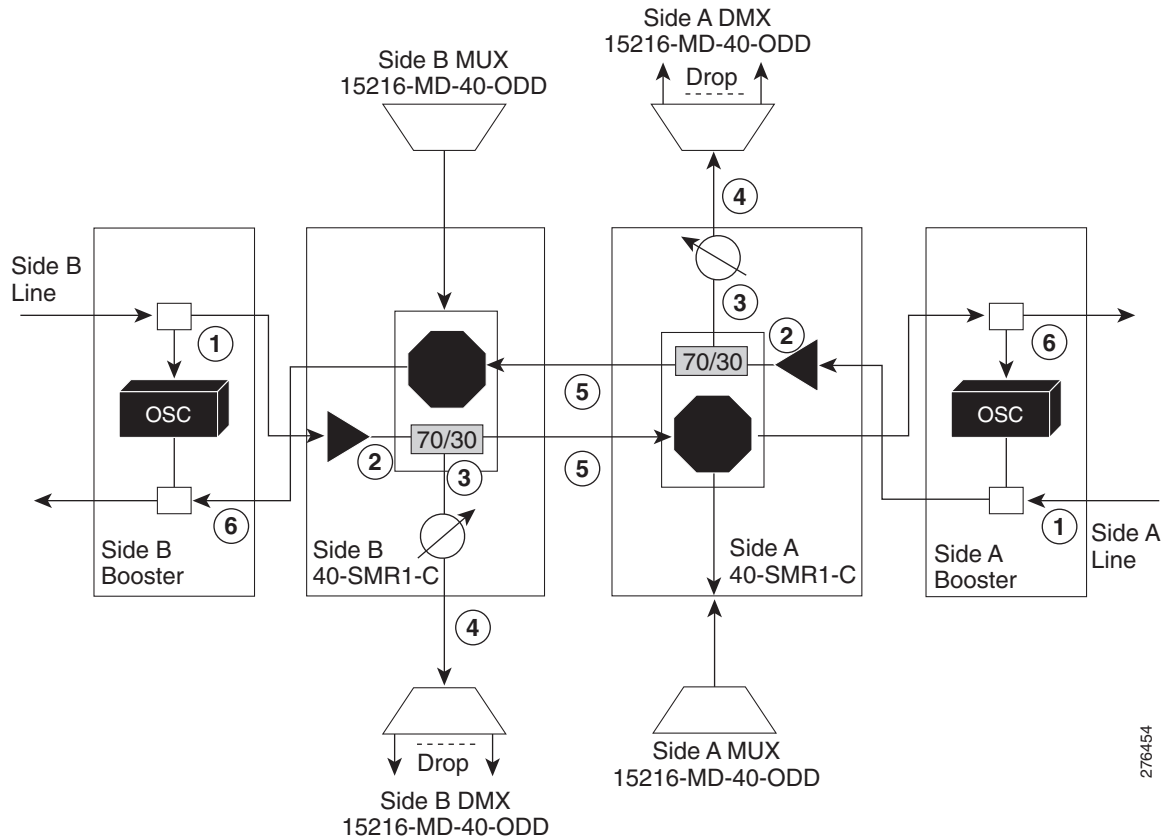 Side A DMX
15216-MD-40-ODD
Drop
Side B MUX
15216-MD-40-ODD
4
Side B
Line
3
2
1
6
70/30
5
OSC
OSC
70/30
2
5
3
6
1
Side B
Booster
Side B
40-SMR1-C
Side A
40-SMR1-C
Side A
Booster
Side A
Line
4
Drop
Side B DMX
15216-MD-40-ODD
Side A MUX
15216-MD-40-ODD
276454